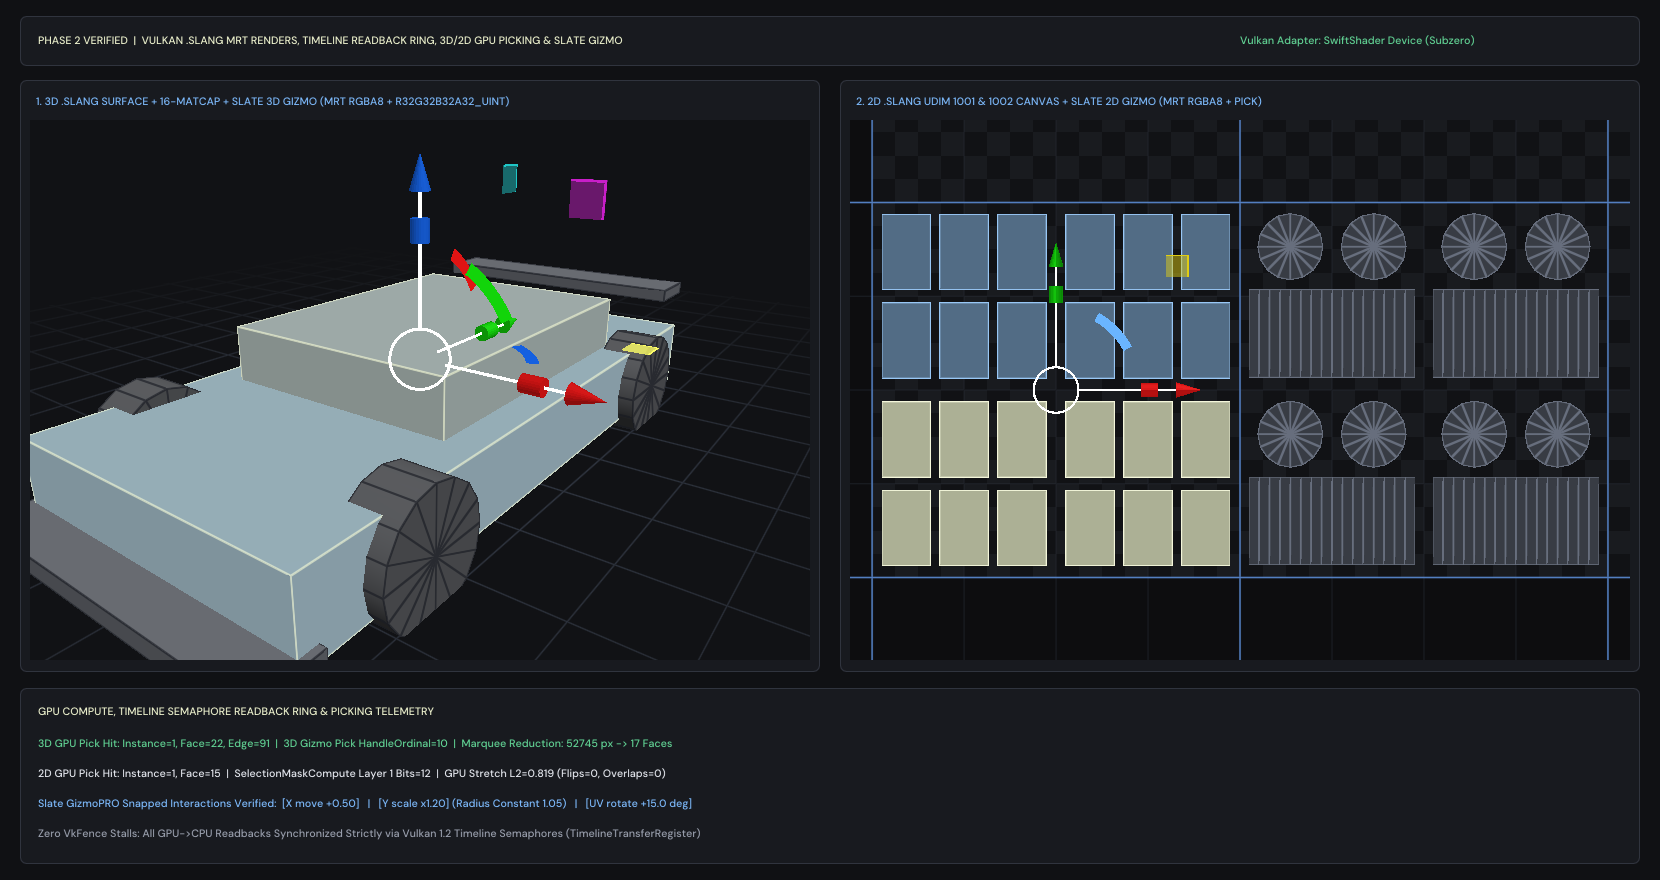 PHASE 2 VERIFIED | VULKAN .SLANG MRT RENDERS, TIMELINE READBACK RING, 3D/2D GPU PICKING & SLATE GIZMO
Vulkan Adapter: SwiftShader Device (Subzero)
1. 3D .SLANG SURFACE + 16-MATCAP + SLATE 3D GIZMO (MRT RGBA8 + R32G32B32A32_UINT)
2. 2D .SLANG UDIM 1001 & 1002 CANVAS + SLATE 2D GIZMO (MRT RGBA8 + PICK)
GPU COMPUTE, TIMELINE SEMAPHORE READBACK RING & PICKING TELEMETRY
3D GPU Pick Hit: Instance=1, Face=22, Edge=91 | 3D Gizmo Pick HandleOrdinal=10 | Marquee Reduction: 52745 px -> 17 Faces
2D GPU Pick Hit: Instance=1, Face=15 | SelectionMaskCompute Layer 1 Bits=12 | GPU Stretch L2=0.819 (Flips=0, Overlaps=0)
Slate GizmoPRO Snapped Interactions Verified: [X move +0.50] | [Y scale x1.20] (Radius Constant 1.05) | [UV rotate +15.0 deg]
Zero VkFence Stalls: All GPU->CPU Readbacks Synchronized Strictly via Vulkan 1.2 Timeline Semaphores (TimelineTransferRegister)